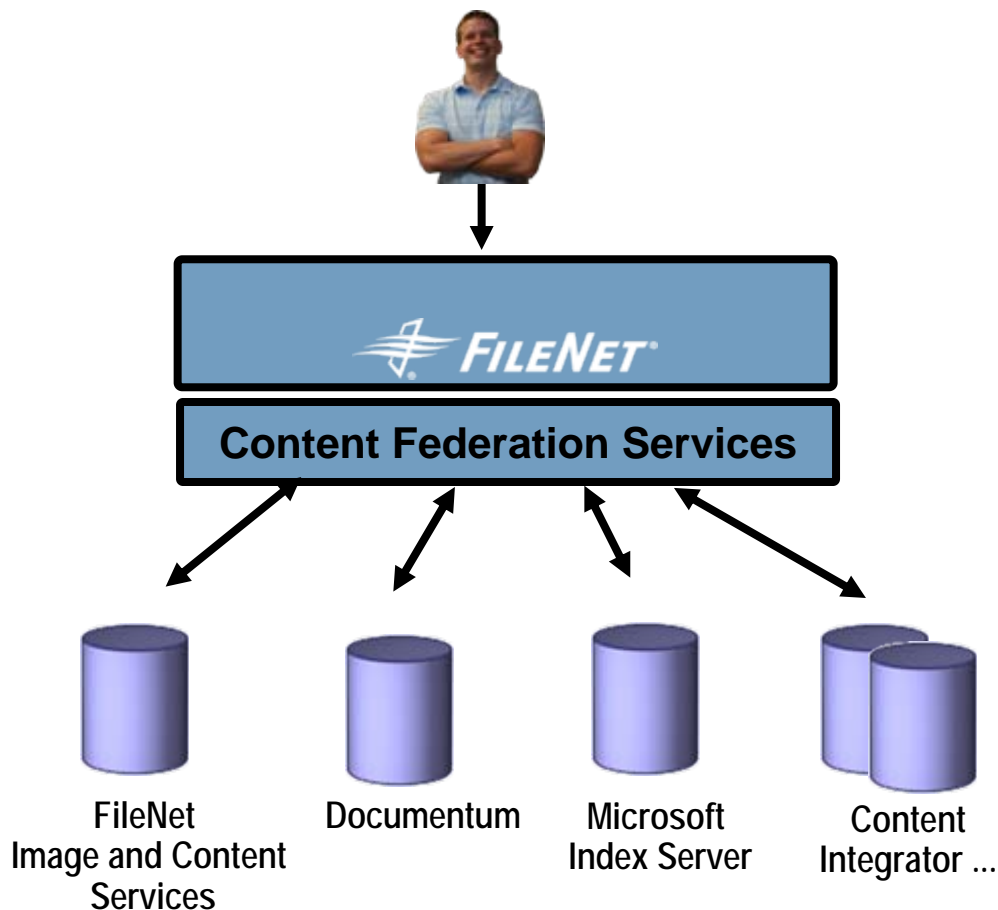 FILENET®
Content Federation Services
FileNet
Image and Content
Services
Documentum
Microsoft
Index Server
Content
Integrator ...